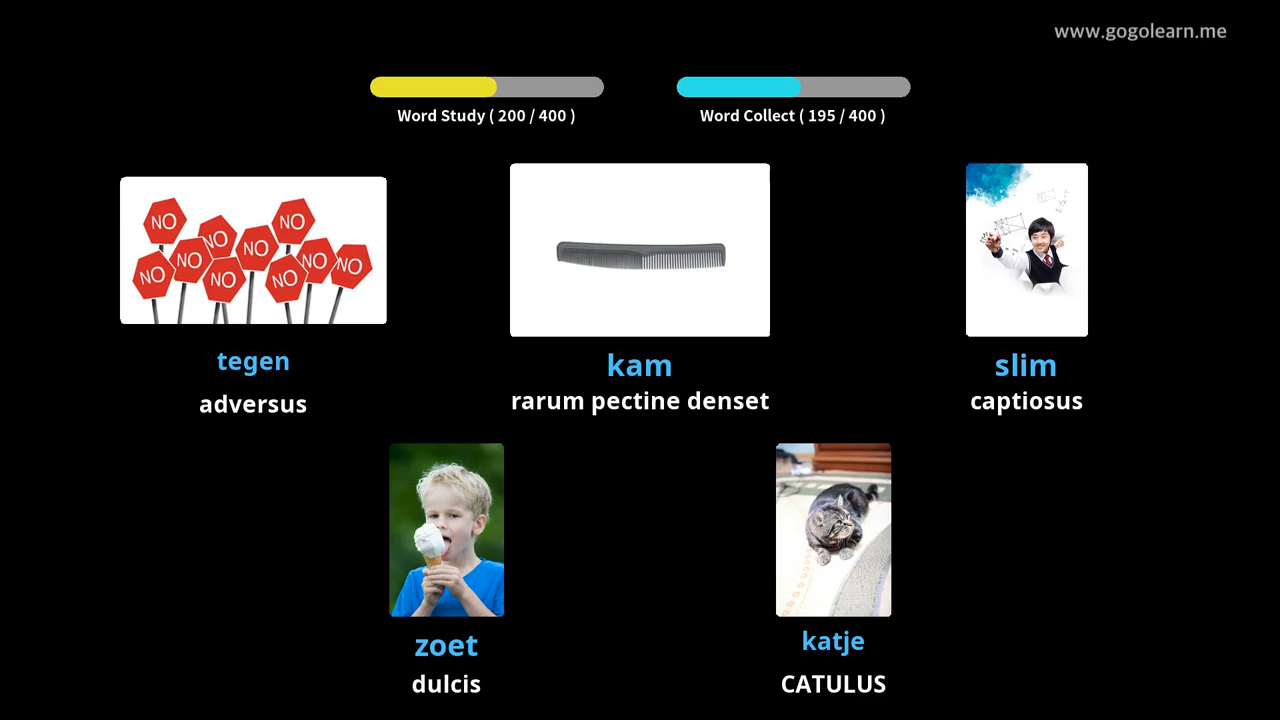 www.gogolearn.me
Word Study ( 200 / 400 )
Word Collect ( 195 / 400 )
NO
NO
NO
NO
NO
NO
NO
NO
NO
tegen
adversus
kam
rarum pectine denset
slim
captiosus
zoet
dulcis
katje
CATULUS